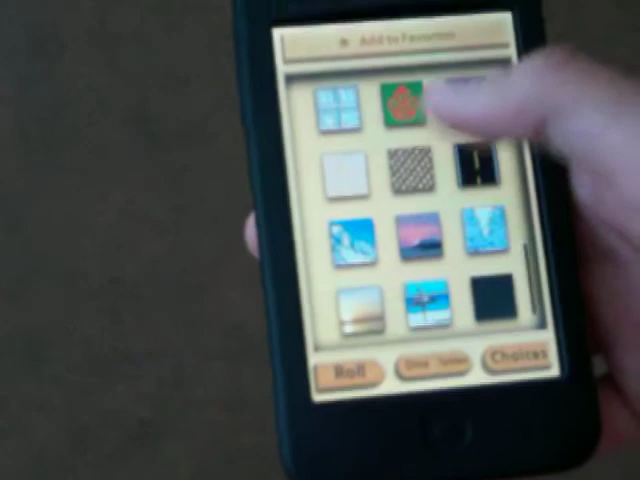 ★ Add to Favorites
Roll
Choices